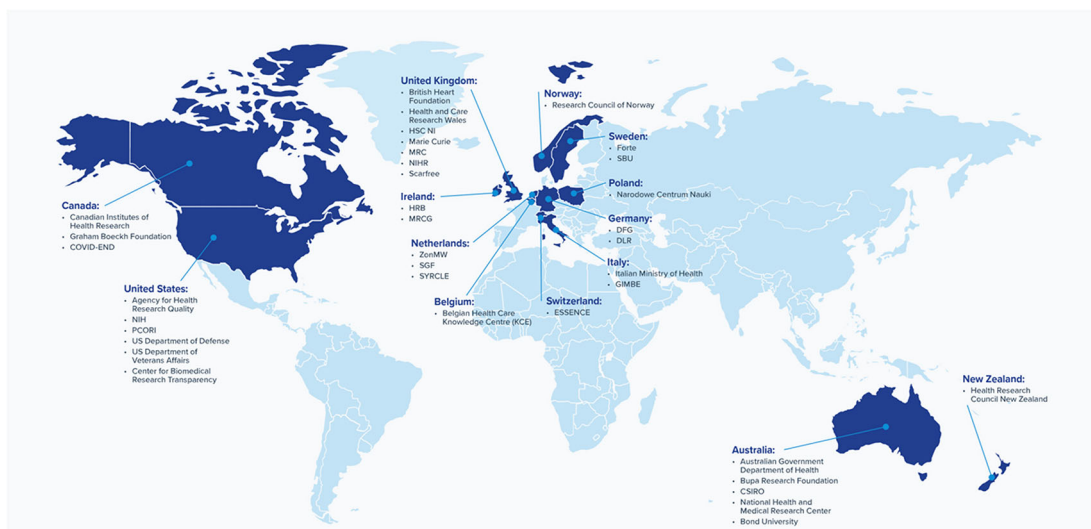 United Kingdom:
• British Heart
Foundation
• Health and Care
Research Wales
• HSC NI
• Marie Curie
• MRC
• NIHR
• Scarfree
Norway:
• Research Council of Norway
Sweden:
• Forte
• SBU
Poland:
• Narodowe Centrum Nauki
Germany:
• DFG
• DLR
Italy:
• Italian Ministry of Health
• GIMBE
Ireland:
• HRB
• MRCG
Netherlands:
• ZonMW
• SGF
• SYRCLE
Belgium:
• Belgian Health Care
Knowledge Centre (KCE)
Switzerland:
• ESSENCE
Canada:
• Canadian Institutes of
Health Research
• Graham Boeckh Foundation
• COVID-END
United States:
• Agency for Health
Research Quality
• NIH
• PCORI
• US Department of Defense
• US Department of
Veterans Affairs
• Center for Biomedical
Research Transparency
New Zealand:
• Health Research
Council New Zealand
Australia:
• Australian Government
Department of Health
• Bupa Research Foundation
• CSIRO
• National Health and
Medical Research Center
• Bond University